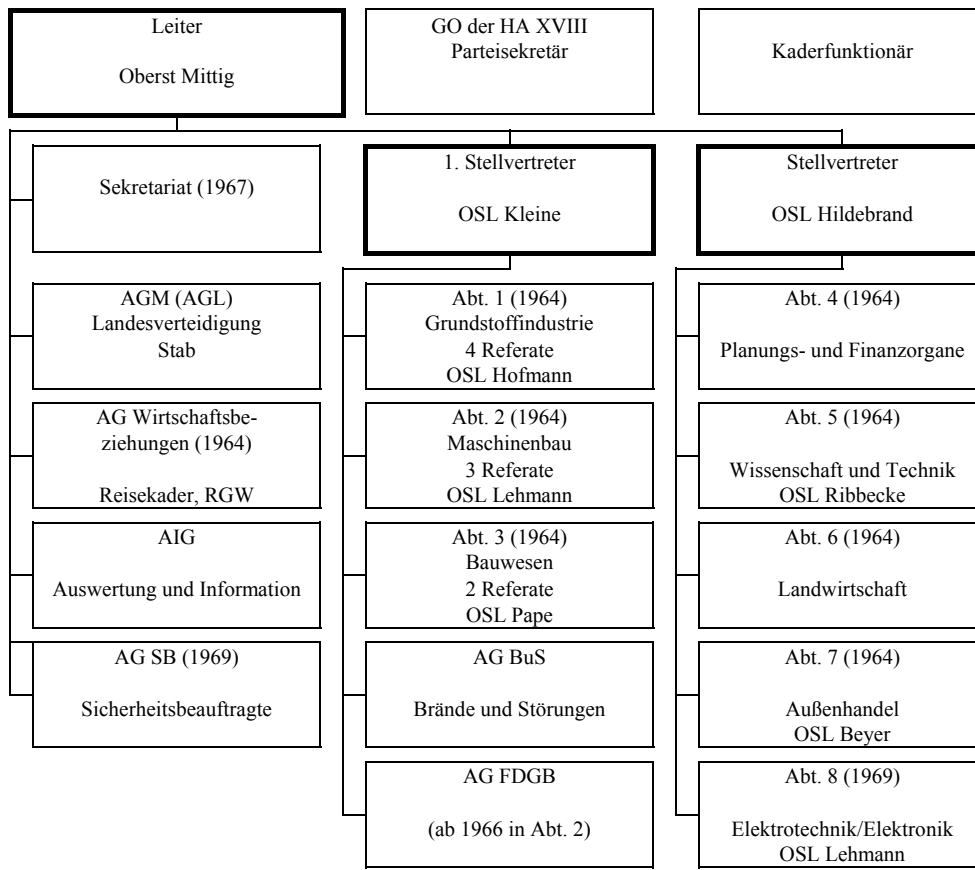 Leiter
Oberst Mittig
GO der HA XVIII
Parteisekretär
Kaderfunktionär
Sekretariat (1967)
1. Stellvertreter
OSL Kleine
Stellvertreter
OSL Hildebrand
AGM (AGL)
Landesverteidigung
Stab
Abt. 1 (1964)
Grundstoffindustrie
4 Referate
OSL Hofmann
Abt. 4 (1964)
Planungs- und Finanzorgane
AG Wirtschaftsbe-
ziehungen (1964)
Reisekader, RGW
Abt. 2 (1964)
Maschinenbau
3 Referate
OSL Lehmann
Abt. 5 (1964)
Wissenschaft und Technik
OSL Ribbecke
AIG
Auswertung und Information
Abt. 3 (1964)
Bauwesen
2 Referate
OSL Pape
Abt. 6 (1964)
Landwirtschaft
AG SB (1969)
Sicherheitsbeauftragte
AG BuS
Brände und Störungen
Abt. 7 (1964)
Außenhandel
OSL Beyer
AG FDGB
(ab 1966 in Abt. 2)
Abt. 8 (1969)
Elektrotechnik/Elektronik
OSL Lehmann